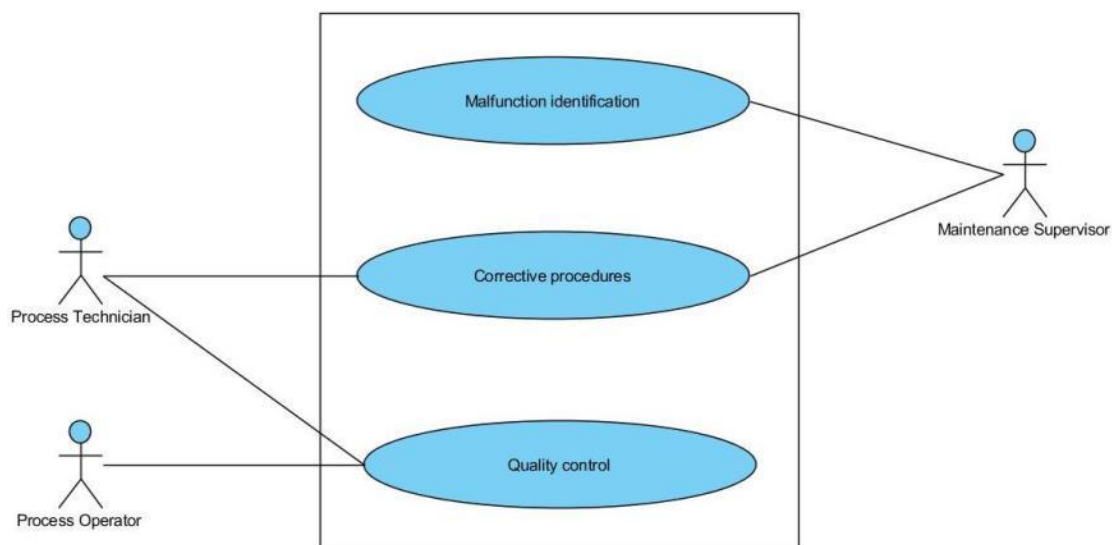 Malfunction identification
Maintenance Supervisor
Corrective procedures
Process Technician
Quality control
Process Operator